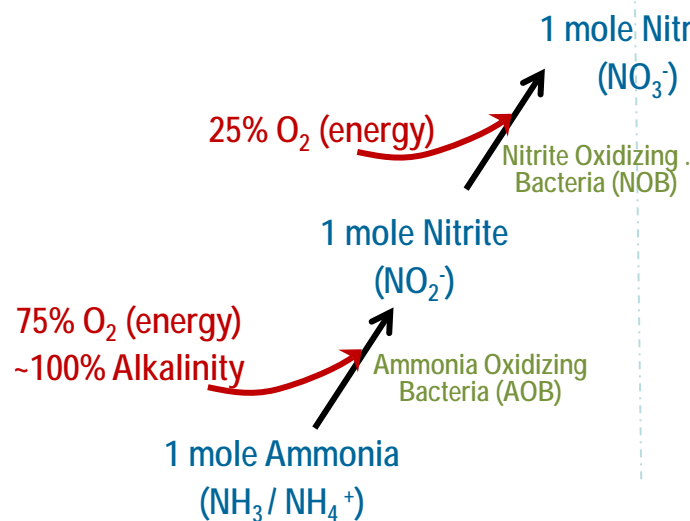 1 mole Nitr
(NO₃⁻)
25% O₂ (energy)
Nitrite Oxidizing
Bacteria (NOB)
1 mole Nitrite
(NO₂⁻)
75% O₂ (energy)
~100% Alkalinity
Ammonia Oxidizing
Bacteria (AOB)
1 mole Ammonia
(NH₃ / NH₄⁺)